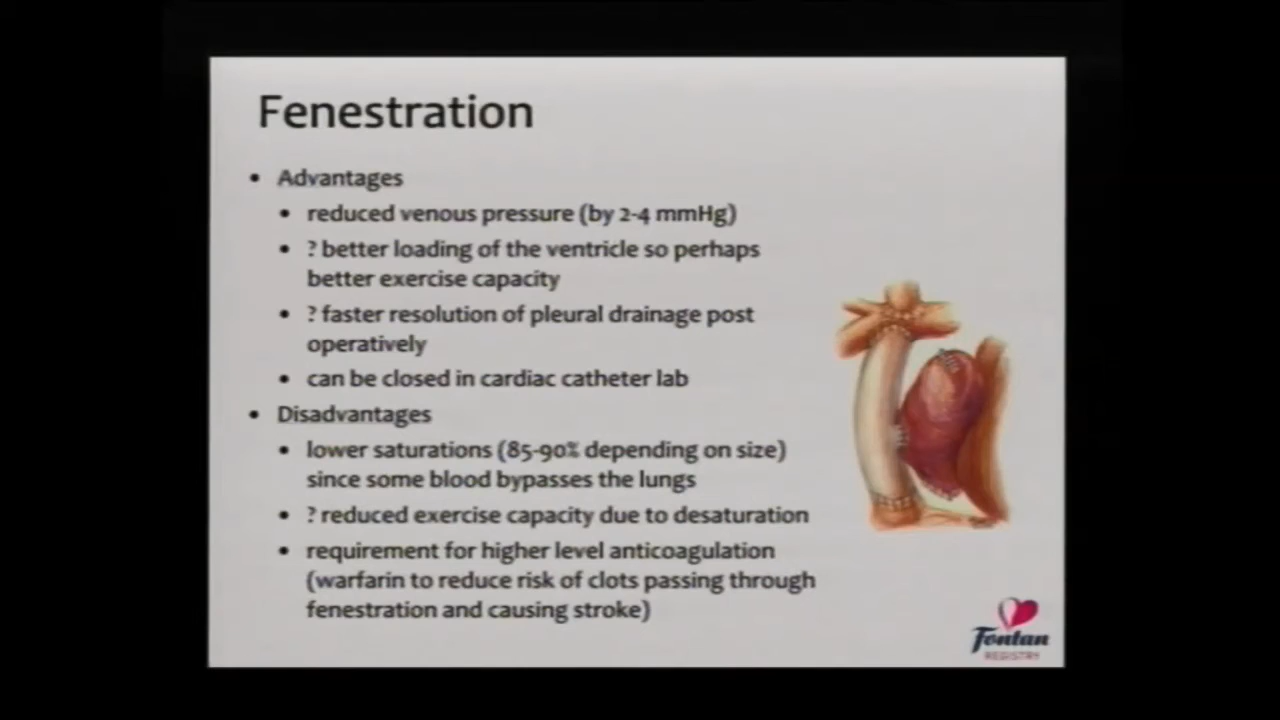 Fenestration
• Advantages
• reduced venous pressure (by 2-4 mmHg)
• ? better loading of the ventricle so perhaps
better exercise capacity
• ? faster resolution of pleural drainage post
operatively
• can be closed in cardiac catheter lab
• Disadvantages
• lower saturations (85-90% depending on size)
since some blood bypasses the lungs
• ? reduced exercise capacity due to desaturation
• requirement for higher level anticoagulation
(warfarin to reduce risk of clots passing through
fenestration and causing stroke)
Fontan
REGISTRY